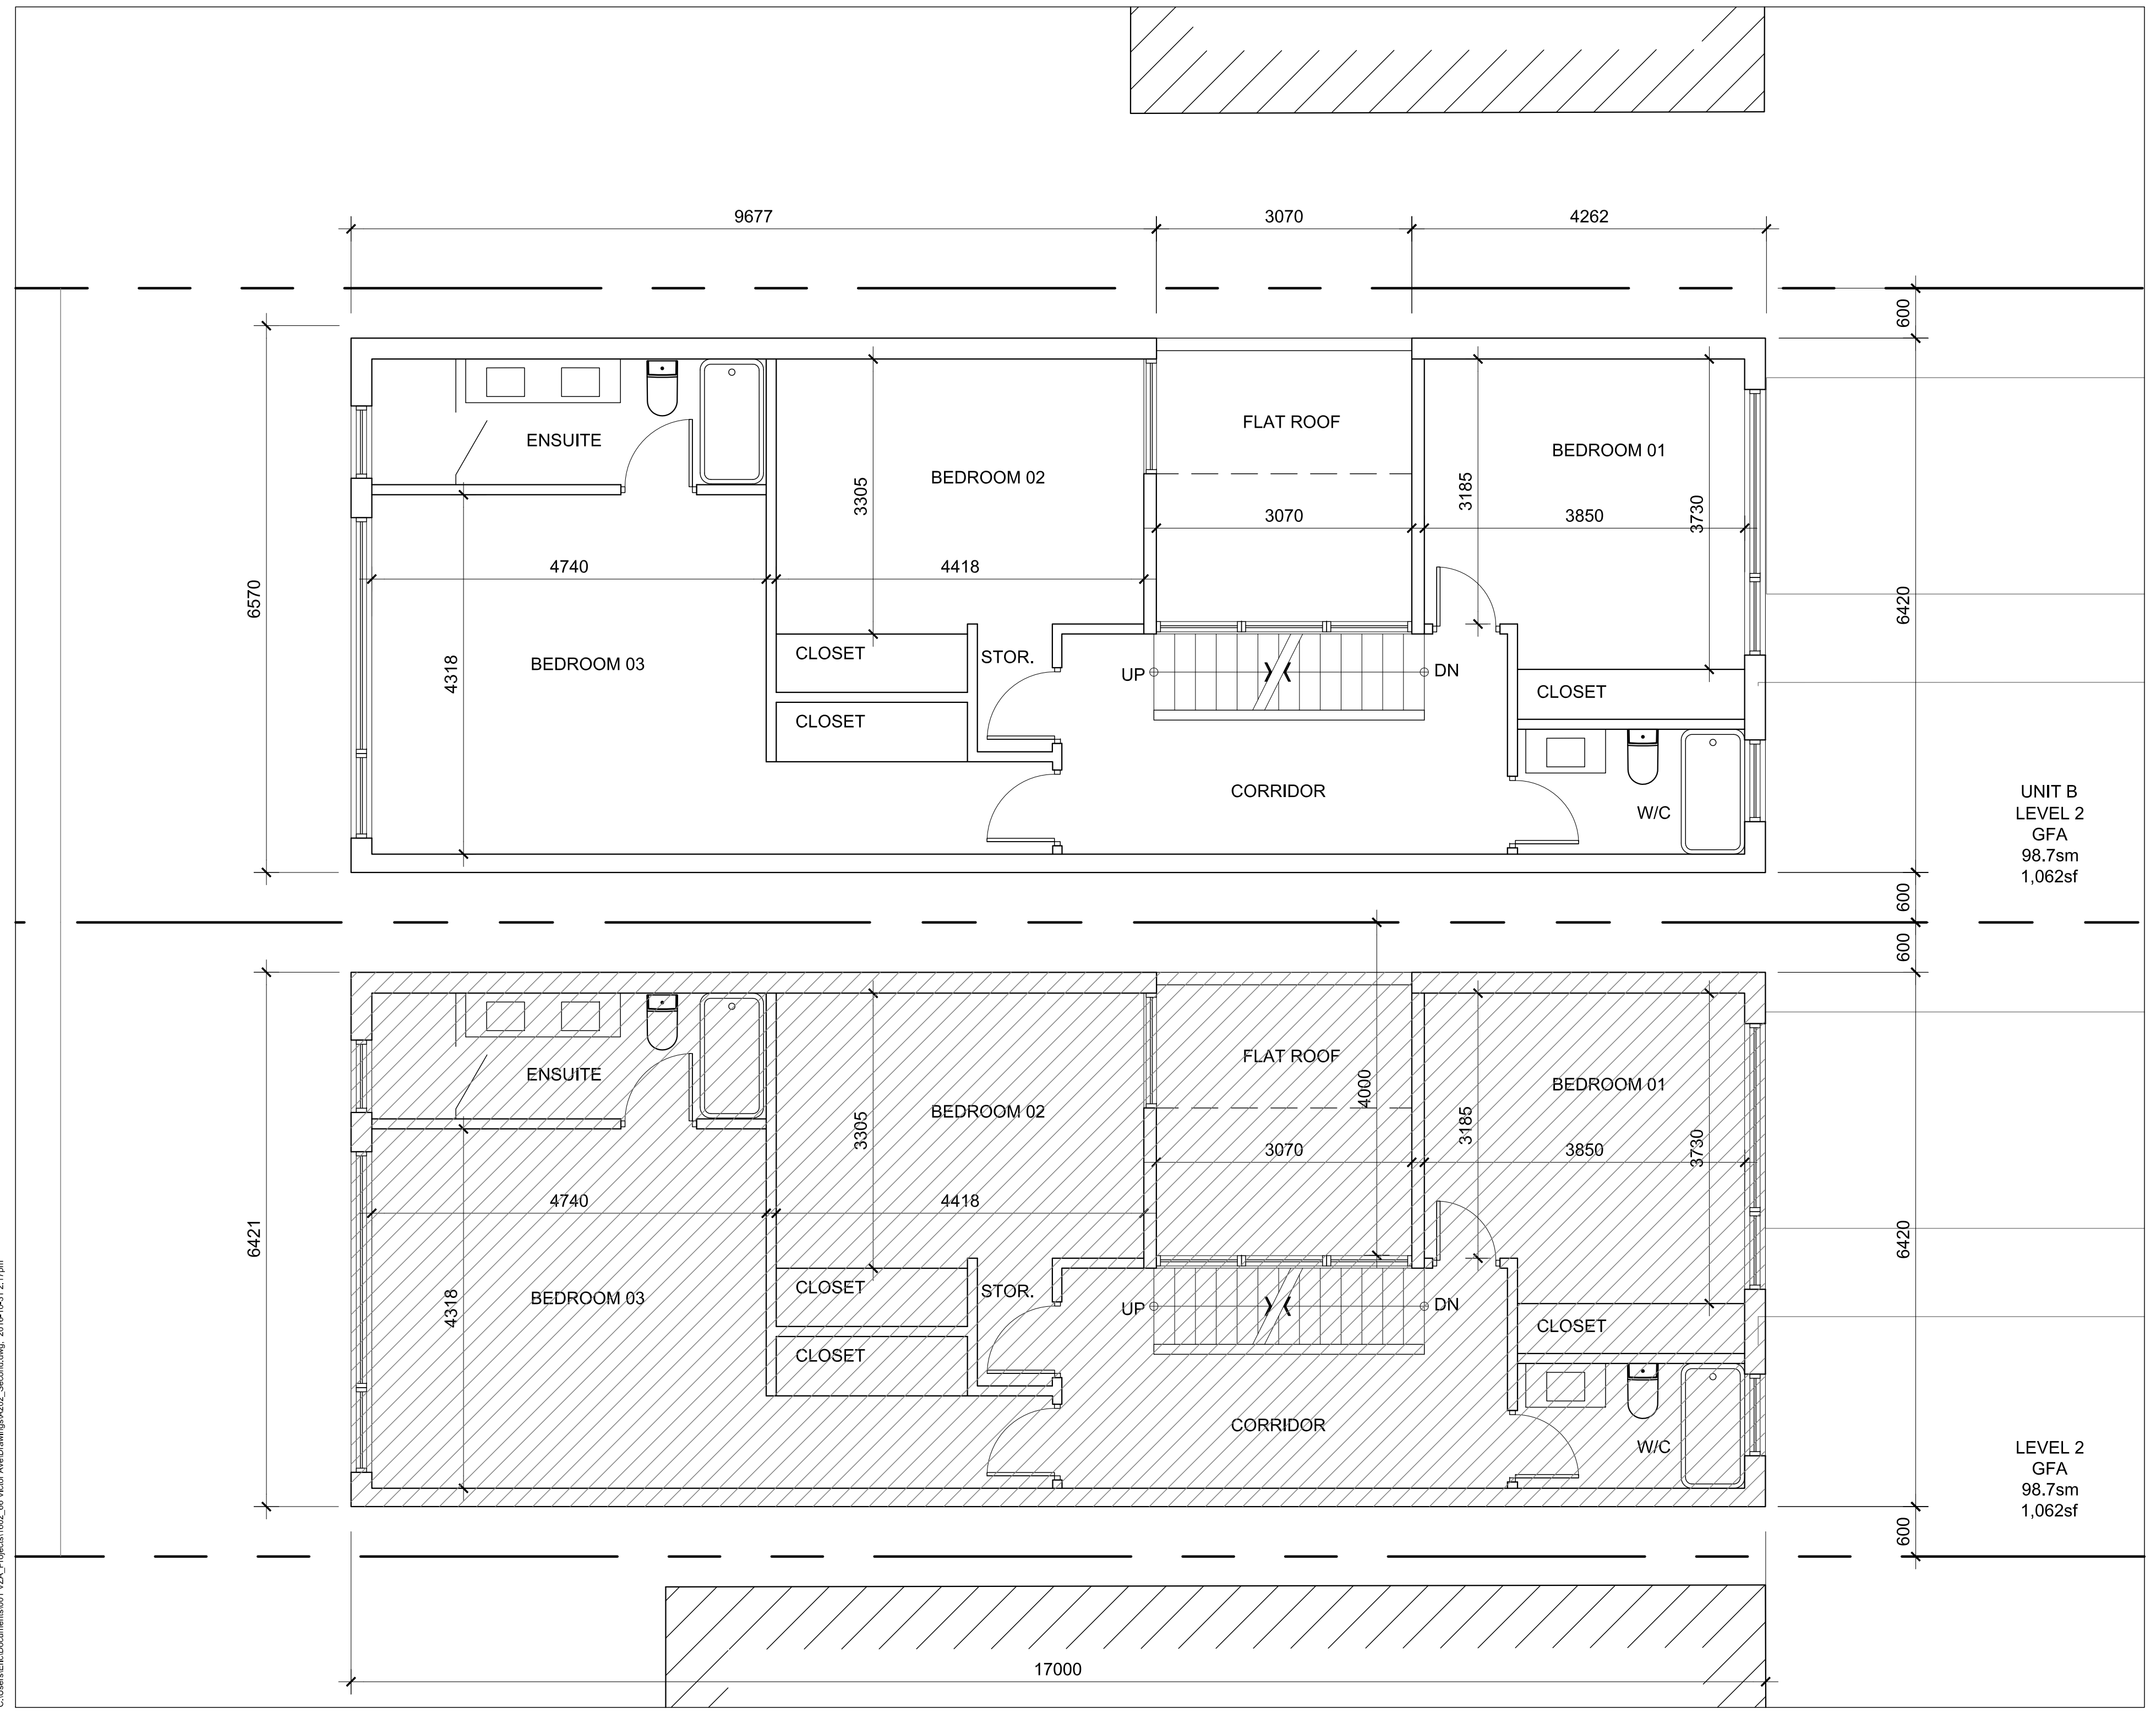 9677
3070
4262
600
6570
ENSUITE
BEDROOM 02
FLAT ROOF
BEDROOM 01
3305
3185
3730
3070
3850
4740
4418
6420
4318
BEDROOM 03
CLOSET
STOR.
UP
DN
CLOSET
CLOSET
CORRIDOR
W/C
UNIT B
LEVEL 2
GFA
98.7sm
1,062sf
600
600
6421
ENSUITE
BEDROOM 02
FLAT ROOF
4000
BEDROOM 01
3305
3185
3730
3070
3850
4740
4418
6420
4318
BEDROOM 03
CLOSET
STOR.
UP
DN
CLOSET
CLOSET
CORRIDOR
W/C
LEVEL 2
GFA
98.7sm
1,062sf
600
17000